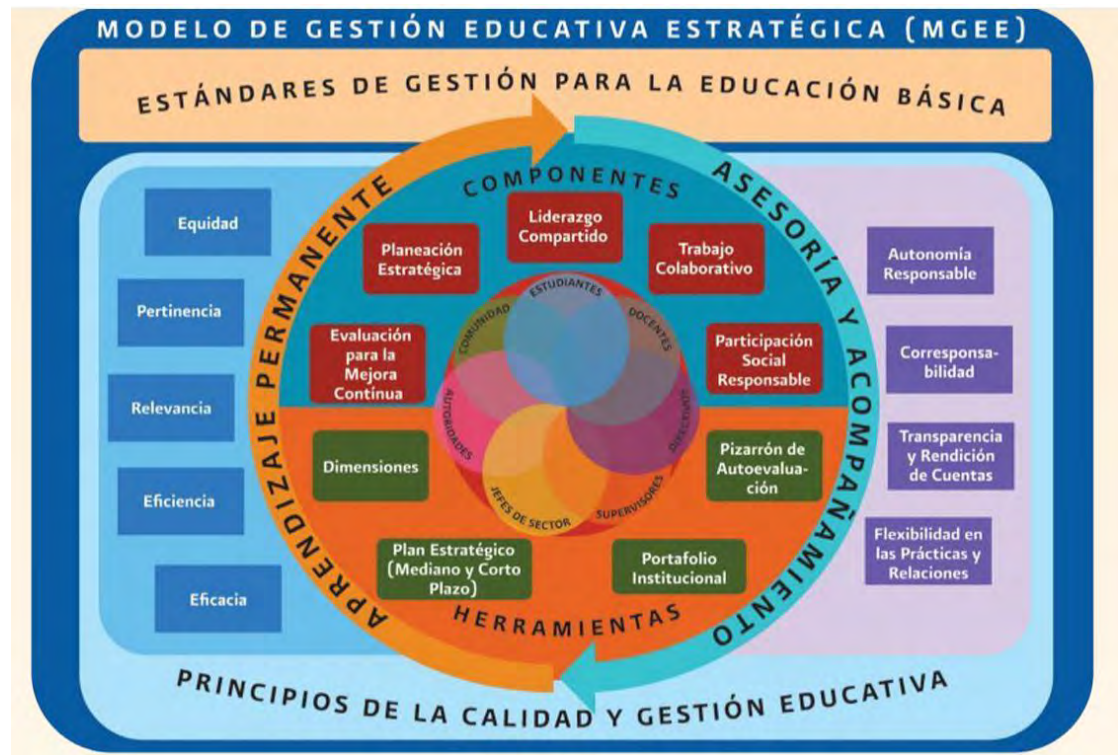 MODELO DE GESTIÓN EDUCATIVA ESTRATÉGICA (MGEE)
ESTÁNDARES DE GESTIÓN PARA LA EDUCACIÓN BÁSICA
APRENDIZAJE PERMANENTE
ASESORÍA Y ACOMPAÑAMIENTO
Equidad
Pertinencia
Relevancia
Eficiencia
Eficacia
COMPONENTES
Evaluación
para la
Mejora
Contínua
Planeación
Estratégica
Liderazgo
Compartido
Trabajo
Colaborativo
Participación
Social
Responsable
COMUNIDAD
ESTUDIANTES
DOCENTES
DIRECTIVOS
SUPERVISORES
JEFES DE SECTOR
AUTORIDADES
Dimensiones
Plan Estratégico
(Mediano y Corto
Plazo)
Portafolio
Institucional
Pizarrón de
Autoevalua-
ción
HERRAMIENTAS
Autonomía
Responsable
Corresponsa-
bilidad
Transparencia
y Rendición
de Cuentas
Flexibilidad en
las Prácticas y
Relaciones
PRINCIPIOS DE LA CALIDAD Y GESTIÓN EDUCATIVA